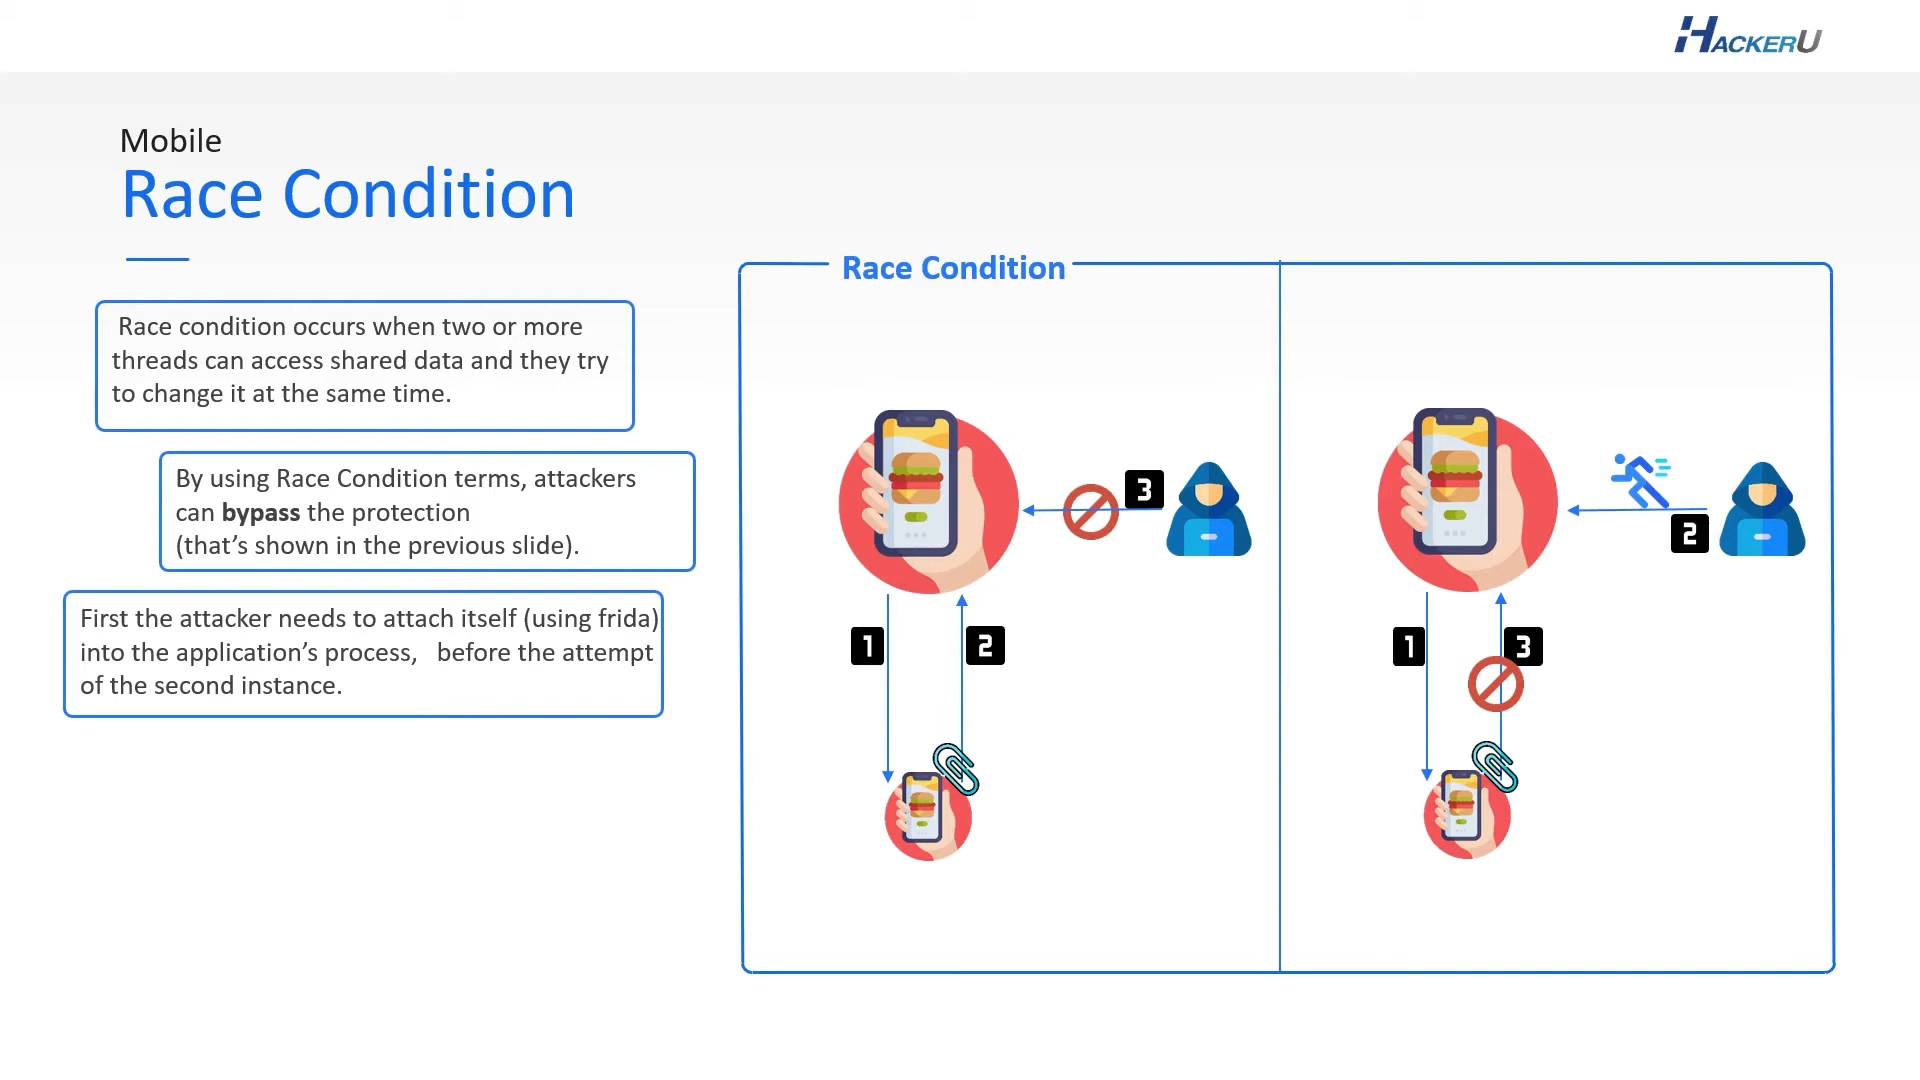 HACKERU
Mobile
Race Condition
Race condition occurs when two or more
threads can access shared data and they try
to change it at the same time.
By using Race Condition terms, attackers
can bypass the protection
(that’s shown in the previous slide).
First the attacker needs to attach itself (using frida)
into the application’s process, before the attempt
of the second instance.
Race Condition
3
1
2
2
1
3